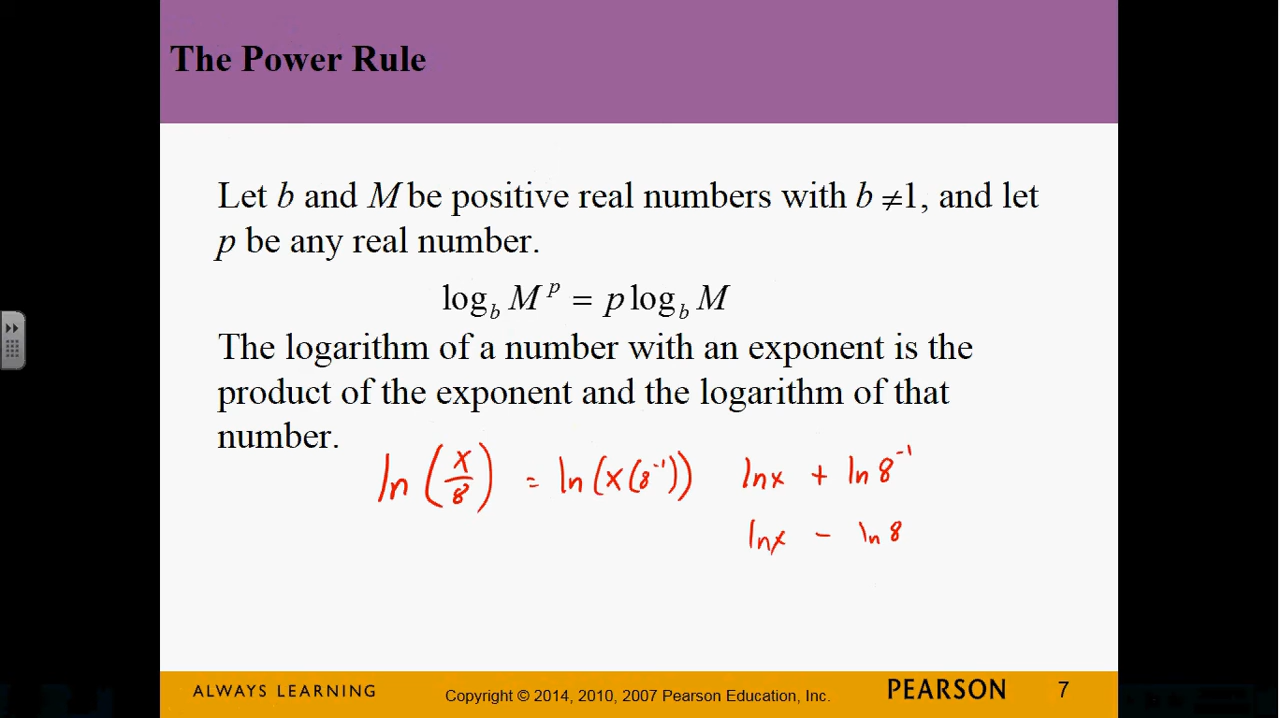 The Power Rule
Let b and M be positive real numbers with b ≠1, and let
p be any real number.
log_b M^p = p log_b M
The logarithm of a number with an exponent is the
product of the exponent and the logarithm of that
number.
ln(x/8) = ln(x(8^-1)) lnx + ln 8^-1
lnx - ln 8
ALWAYS LEARNING Copyright © 2014, 2010, 2007 Pearson Education, Inc. PEARSON 7